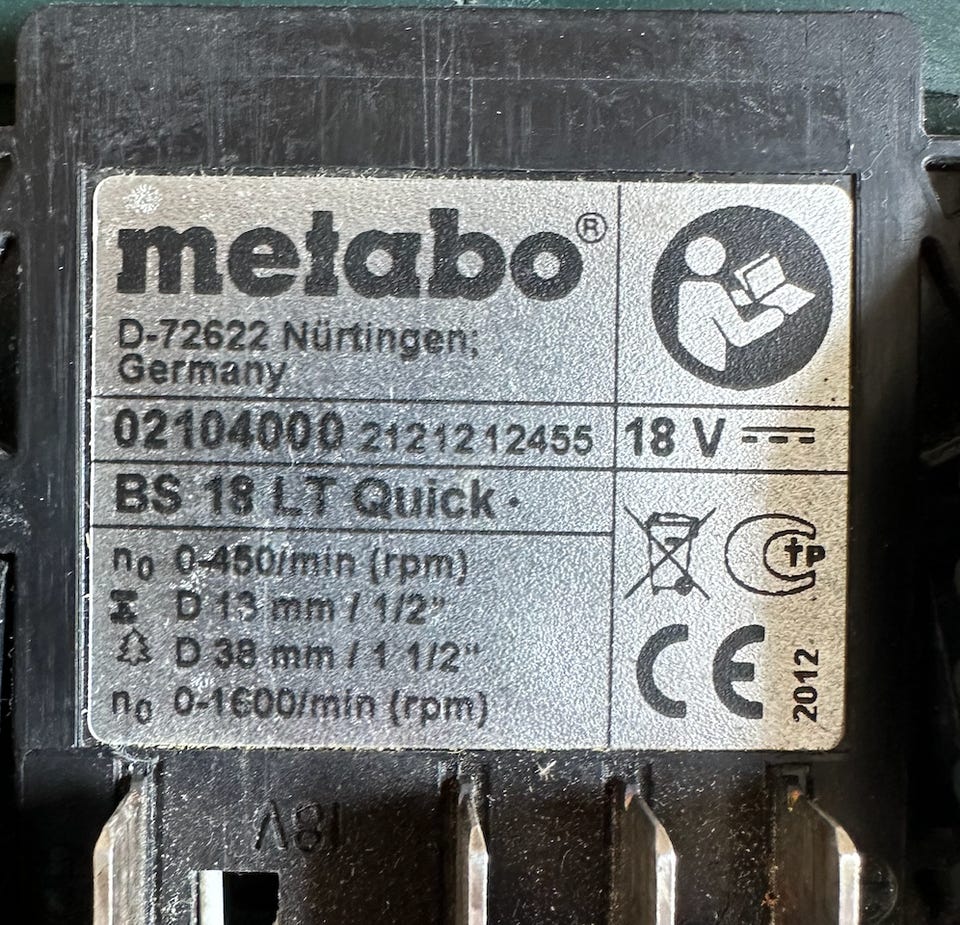 metabo®
D-72622 Nürtingen;
Germany
02104000 2121212455
18 V
BS 18 LT Quick ·
n0 0-450/min (rpm)
D 13 mm / 1/2"
D 38 mm / 1 1/2"
n0 0-1600/min (rpm)
tp
CE
2012
18V